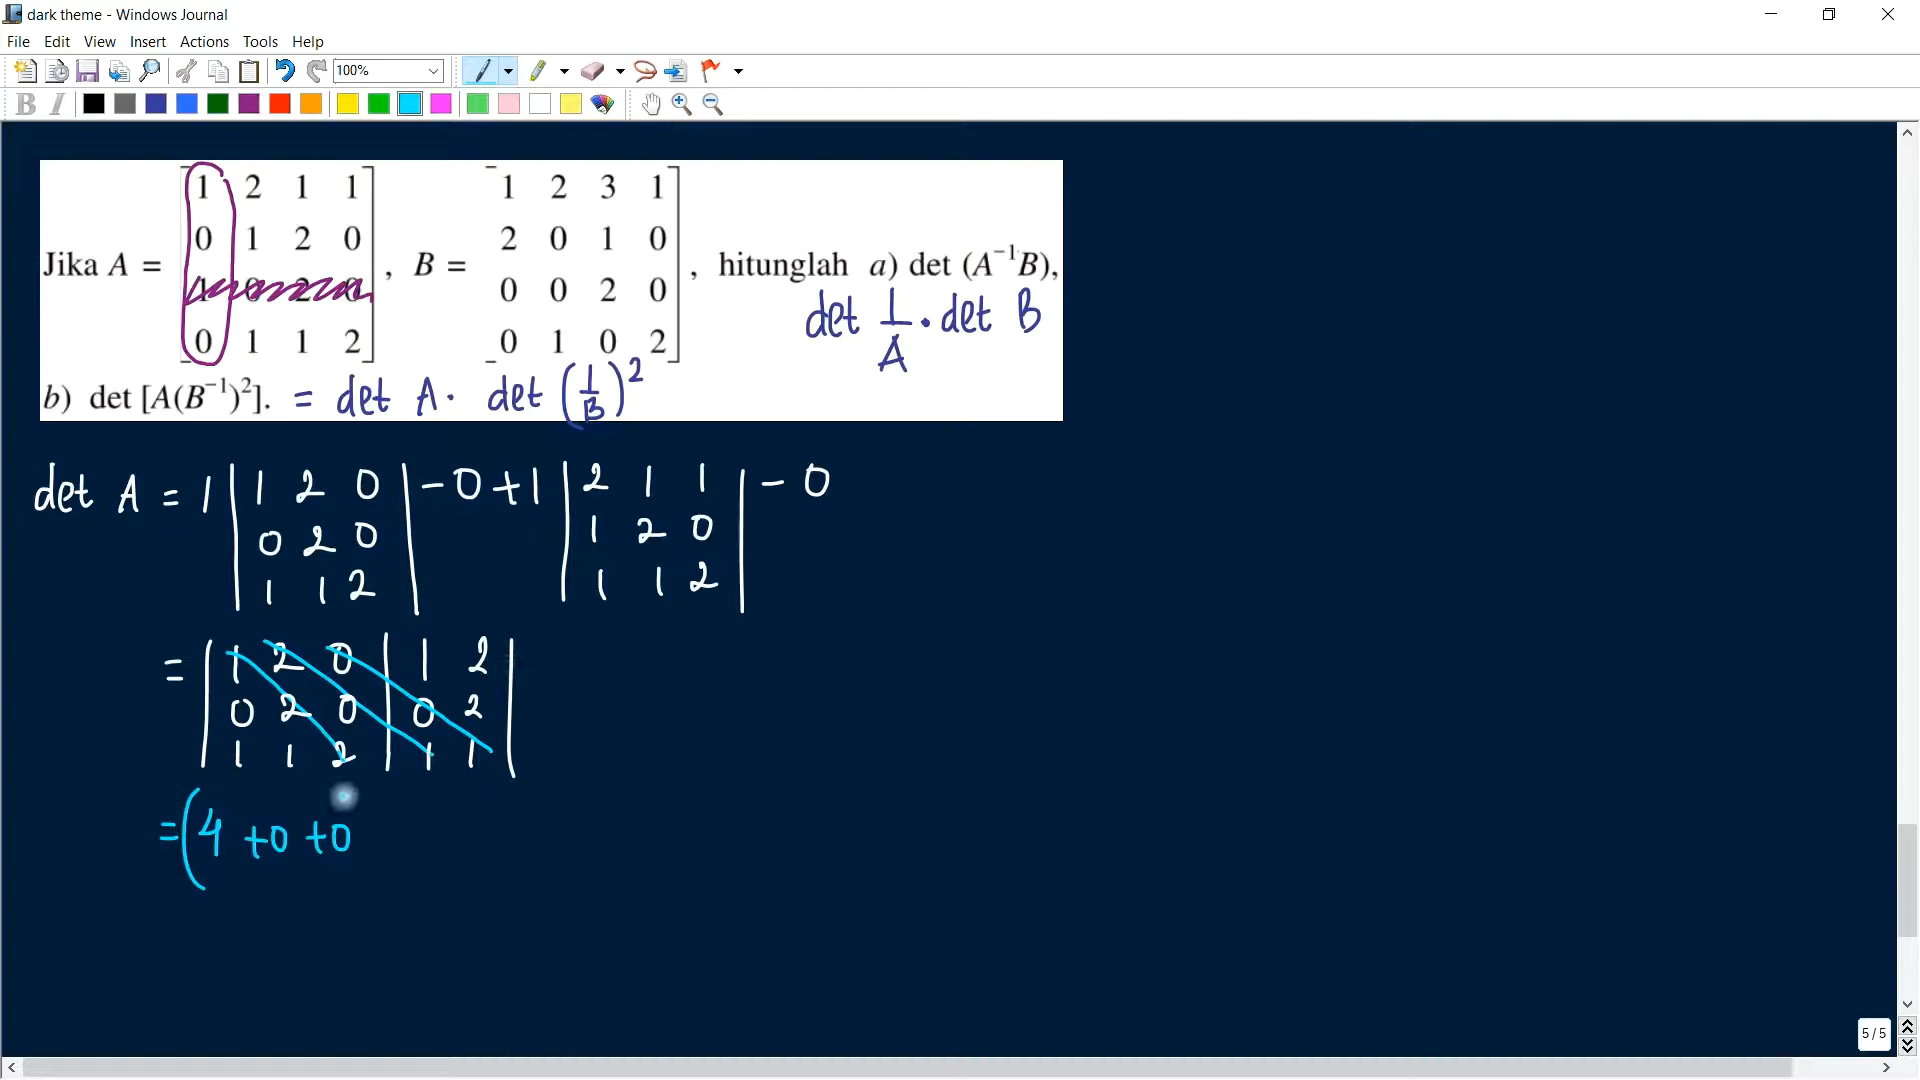 dark theme - Windows Journal
File Edit View Insert Actions Tools Help
100%
B I
Jika A = [1 2 1 1 0 1 2 0 1 0 2 0 0 1 1 2], B = [1 2 3 1 2 0 1 0 0 0 2 0 0 1 0 2], hitunglah a) det (A⁻¹B),
det 1/A · det B
b) det [A(B⁻¹)²]. = det A · det (1/B)²
det A = 1 | 1 2 0 | - 0 + 1 | 2 1 1 | - 0
0 2 0 1 2 0
1 1 2 1 1 2
= | 1 2 0 | 1 2 |
0 2 0 0 2
1 1 2 1 1
= (4 + 0 + 0
5 / 5